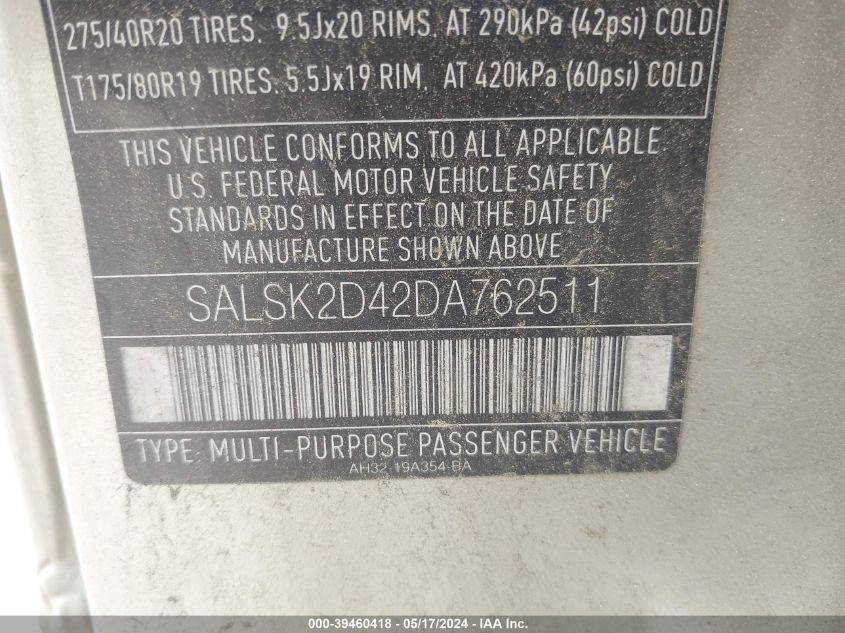 275/40R20 TIRES. 9.5Jx20 RIMS. AT 290kPa (42psi) COLD
T175/80R19 TIRES. 5.5Jx19 RIM. AT 420kPa (60psi) COLD
THIS VEHICLE CONFORMS TO ALL APPLICABLE
U.S. FEDERAL MOTOR VEHICLE SAFETY
STANDARDS IN EFFECT ON THE DATE OF
MANUFACTURE SHOWN ABOVE
SALSK2D42DA762511
TYPE: MULTI-PURPOSE PASSENGER VEHICLE
AH32-19A354-BA
000-39460418 - 05/17/2024 - IAAI.com